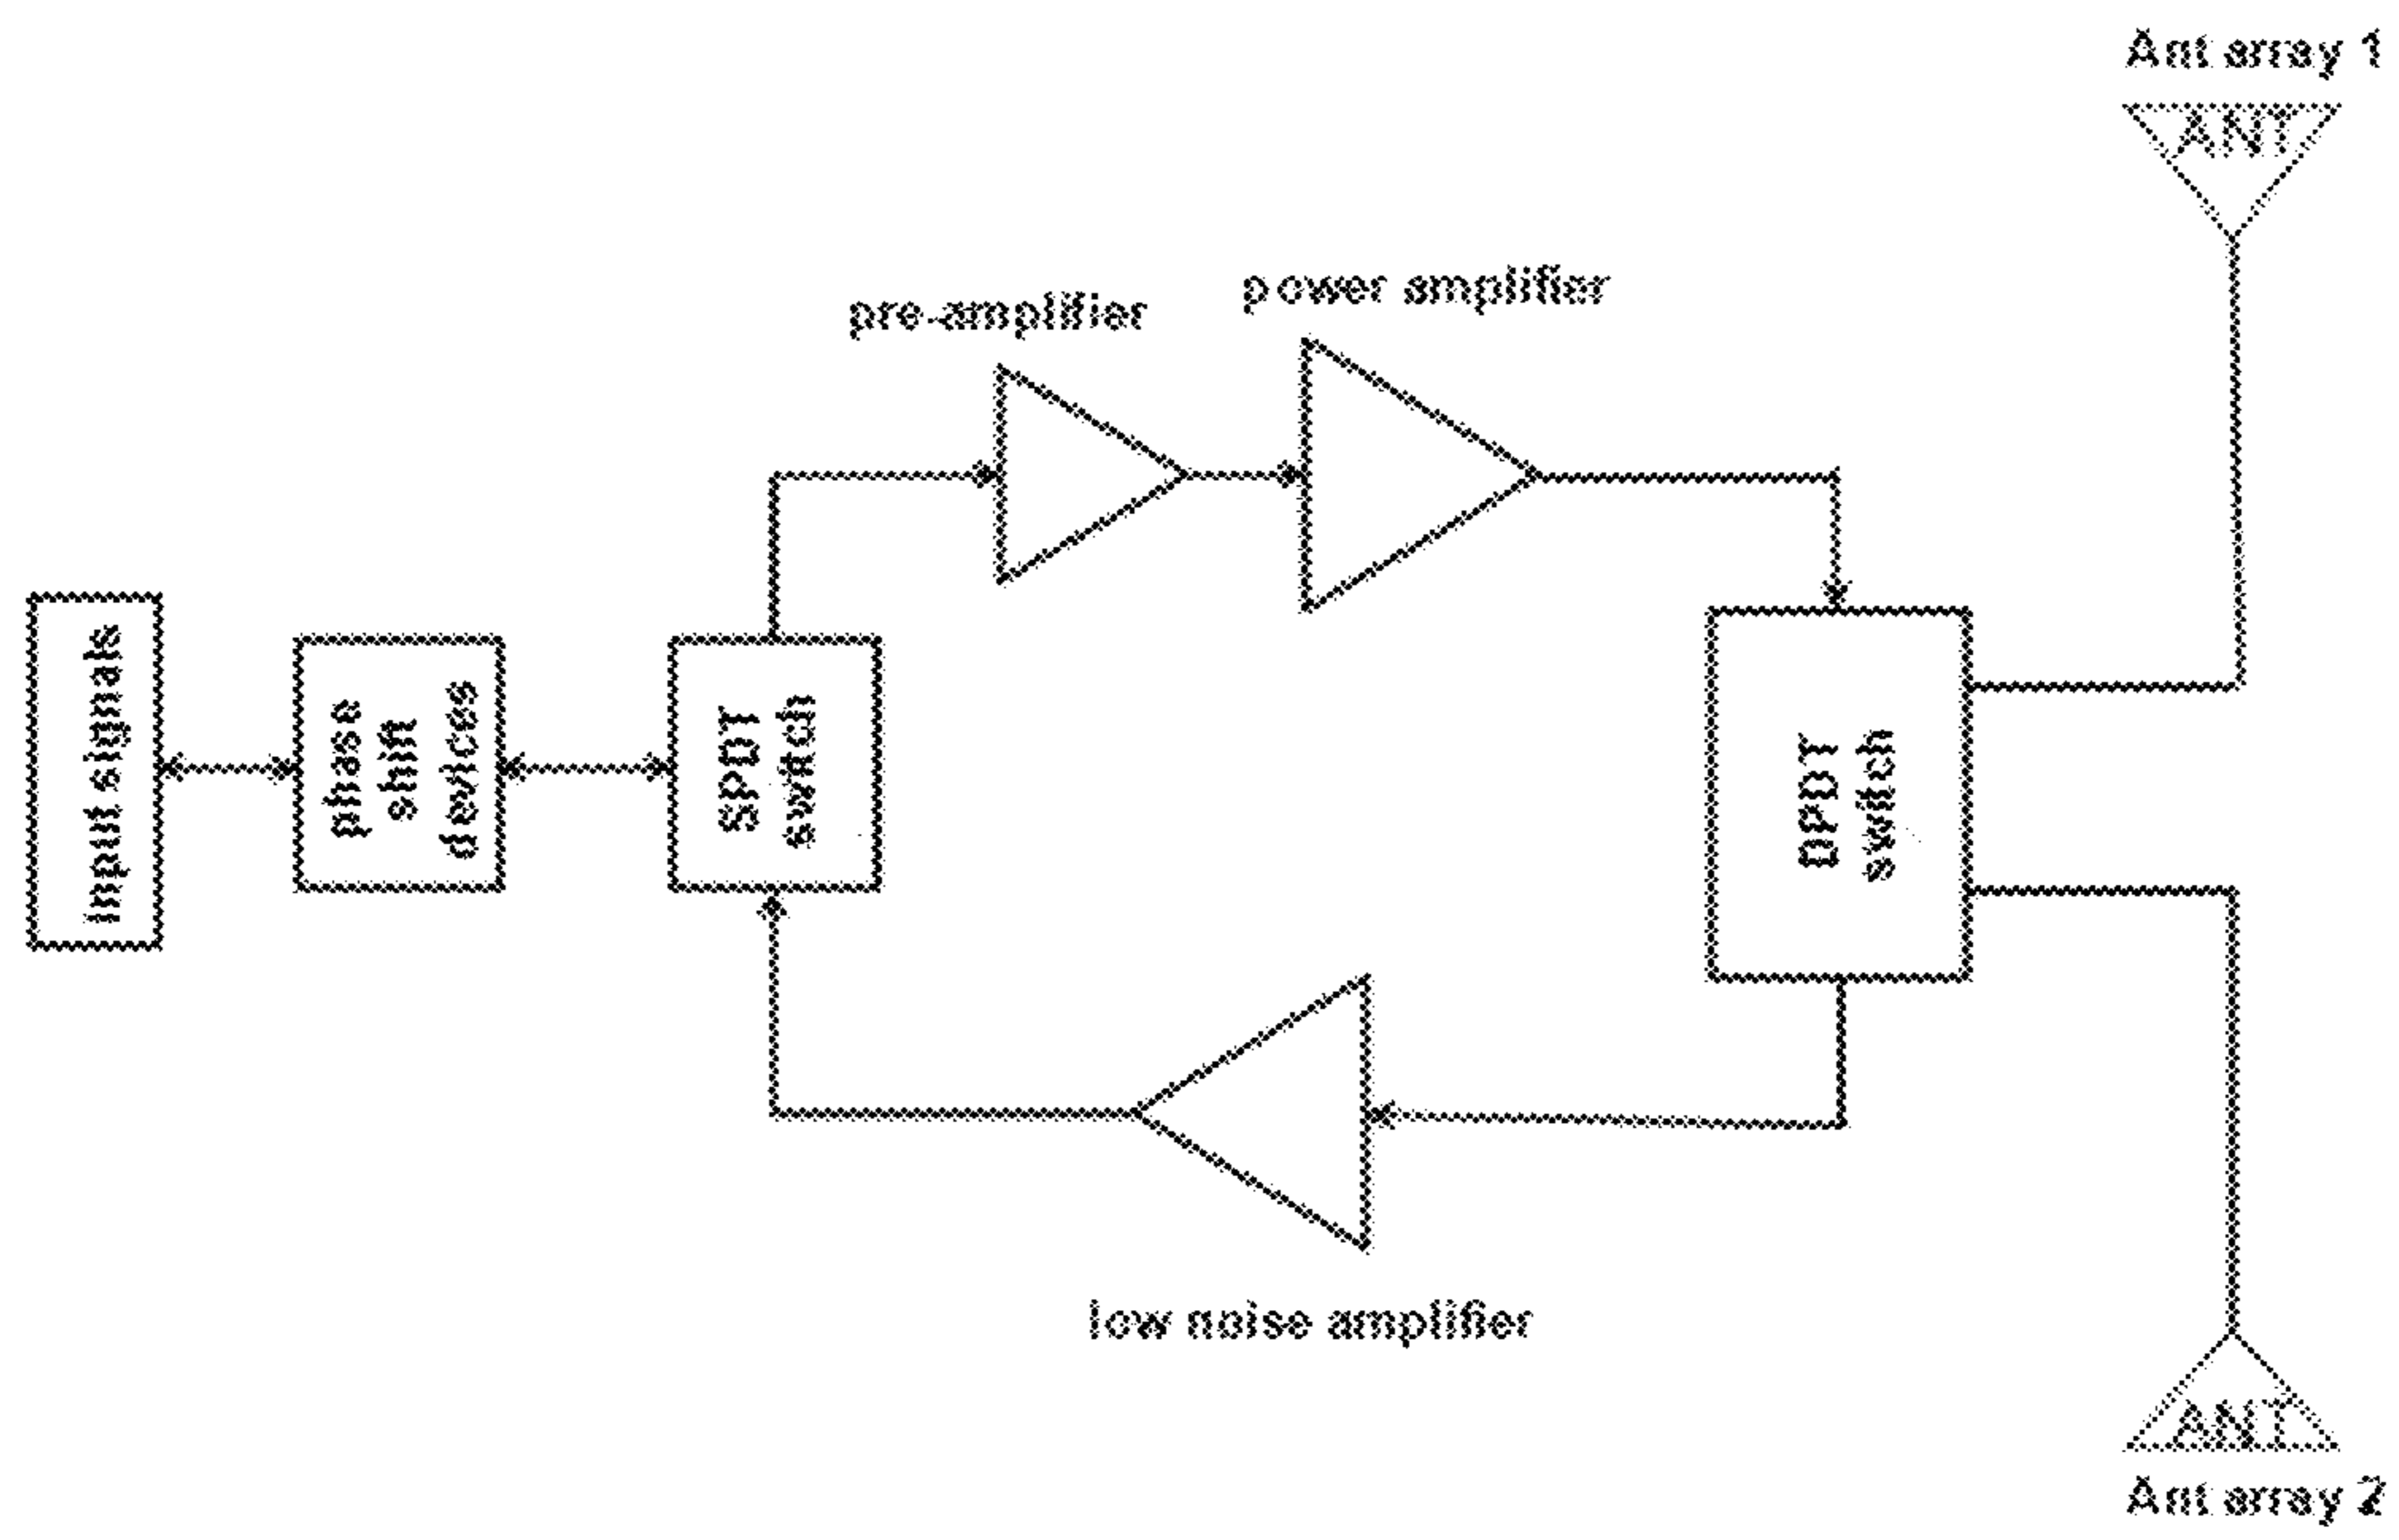 Ant array 1
ANT
power amplifier
pre-amplifier
input signals
phase
shift
devices
SPDT
switch
DPDT
switch
low noise amplifier
ANT
Ant array 2